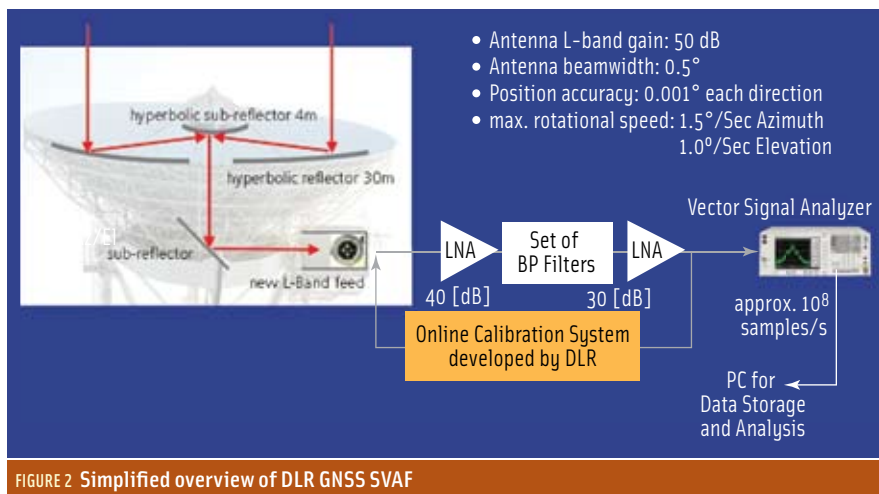 • Antenna L-band gain: 50 dB
• Antenna beamwidth: 0.5°
• Position accuracy: 0.001° each direction
• max. rotational speed: 1.5°/Sec Azimuth
1.0°/Sec Elevation
hyperbolic sub-reflector 4m
hyperbolic reflector 30m
sub-reflector
new L-Band feed
LNA
40 [dB]
Set of
BP Filters
LNA
30 [dB]
Online Calibration System
developed by DLR
Vector Signal Analyzer
approx. 10⁸
samples/s
PC for
Data Storage
and Analysis
FIGURE 2 Simplified overview of DLR GNSS SVAF